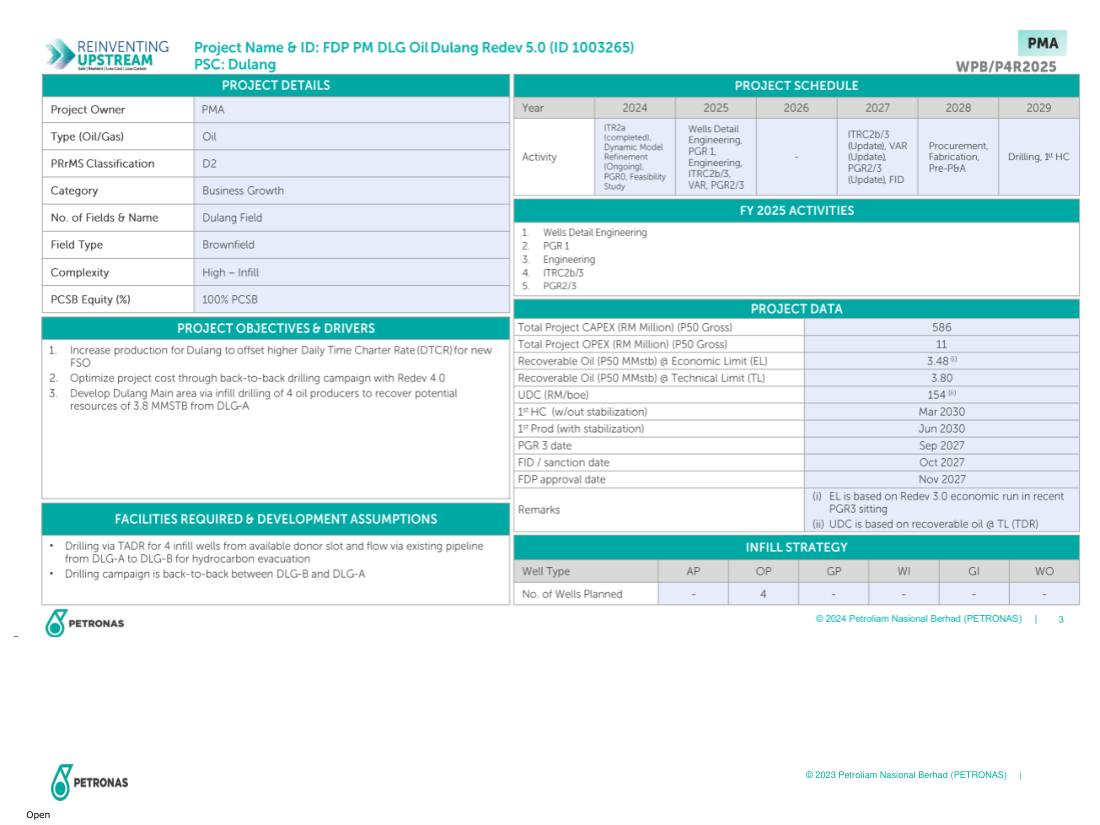 REINVENTING
UPSTREAM
Safe | Resilient | Low Cost | Low Carbon
Project Name & ID: FDP PM DLG Oil Dulang Redev 5.0 (ID 1003265)
PSC: Dulang
PMA
WPB/P4R2025
PROJECT DETAILS
Project Owner PMA
Type (Oil/Gas) Oil
PRrMS Classification D2
Category Business Growth
No. of Fields & Name Dulang Field
Field Type Brownfield
Complexity High – Infill
PCSB Equity (%) 100% PCSB
PROJECT OBJECTIVES & DRIVERS
1. Increase production for Dulang to offset higher Daily Time Charter Rate (DTCR) for new
FSO
2. Optimize project cost through back-to-back drilling campaign with Redev 4.0
3. Develop Dulang Main area via infill drilling of 4 oil producers to recover potential
resources of 3.8 MMSTB from DLG-A
FACILITIES REQUIRED & DEVELOPMENT ASSUMPTIONS
• Drilling via TADR for 4 infill wells from available donor slot and flow via existing pipeline
from DLG-A to DLG-B for hydrocarbon evacuation
• Drilling campaign is back-to-back between DLG-B and DLG-A
PROJECT SCHEDULE
Year 2024 2025 2026 2027 2028 2029
Activity
ITR2a
(completed),
Dynamic Model
Refinement
(Ongoing),
PGR0, Feasibility
Study
Wells Detail
Engineering,
PGR 1,
Engineering,
ITRC2b/3,
VAR, PGR2/3
-
ITRC2b/3
(Update), VAR
(Update),
PGR2/3
(Update), FID
Procurement,
Fabrication,
Pre-P&A
Drilling, 1st HC
FY 2025 ACTIVITIES
1. Wells Detail Engineering
2. PGR 1
3. Engineering
4. ITRC2b/3
5. PGR2/3
PROJECT DATA
Total Project CAPEX (RM Million) (P50 Gross) 586
Total Project OPEX (RM Million) (P50 Gross) 11
Recoverable Oil (P50 MMstb) @ Economic Limit (EL) 3.48 (i)
Recoverable Oil (P50 MMstb) @ Technical Limit (TL) 3.80
UDC (RM/boe) 154 (ii)
1st HC (w/out stabilization) Mar 2030
1st Prod (with stabilization) Jun 2030
PGR 3 date Sep 2027
FID / sanction date Oct 2027
FDP approval date Nov 2027
Remarks
(i) EL is based on Redev 3.0 economic run in recent
PGR3 sitting
(ii) UDC is based on recoverable oil @ TL (TDR)
INFILL STRATEGY
Well Type AP OP GP WI GI WO
No. of Wells Planned - 4 - - - -
PETRONAS
© 2024 Petroliam Nasional Berhad (PETRONAS) | 3
PETRONAS
© 2023 Petroliam Nasional Berhad (PETRONAS) |
Open